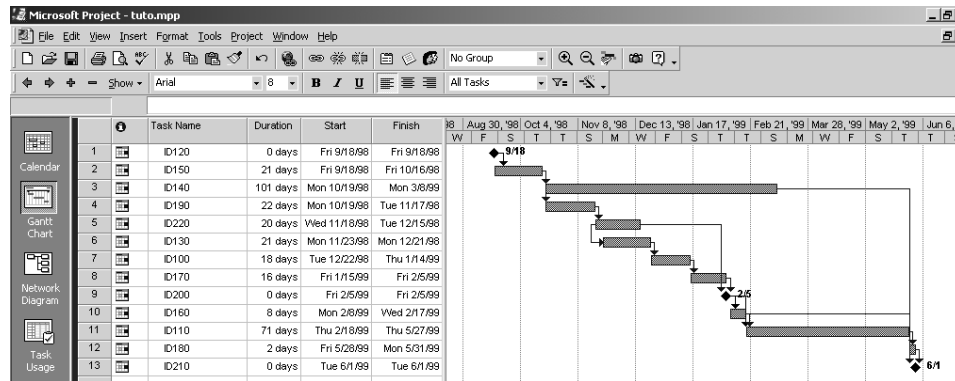 Microsoft Project - tuto.mpp
File Edit View Insert Format Tools Project Window Help
No Group
Show Arial 8 B I U All Tasks
Task Name Duration Start Finish
98 Aug 30, '98 Oct 4, '98 Nov 8, '98 Dec 13, '98 Jan 17, '99 Feb 21, '99 Mar 28, '99 May 2, '99 Jun 6,
W F S T T S M W F S T T S M W F S T T S
1 ID120 0 days Fri 9/18/98 Fri 9/18/98 9/18
2 ID150 21 days Fri 9/18/98 Fri 10/16/98
3 ID140 101 days Mon 10/19/98 Mon 3/8/99
4 ID190 22 days Mon 10/19/98 Tue 11/17/98
5 ID220 20 days Wed 11/18/98 Tue 12/15/98
6 ID130 21 days Mon 11/23/98 Mon 12/21/98
7 ID100 18 days Tue 12/22/98 Thu 1/14/99
8 ID170 16 days Fri 1/15/99 Fri 2/5/99
9 ID200 0 days Fri 2/5/99 Fri 2/5/99 2/5
10 ID160 8 days Mon 2/8/99 Wed 2/17/99
11 ID110 71 days Thu 2/18/99 Thu 5/27/99
12 ID180 2 days Fri 5/28/99 Mon 5/31/99
13 ID210 0 days Tue 6/1/99 Tue 6/1/99 6/1
Calendar
Gantt
Chart
Network
Diagram
Task
Usage